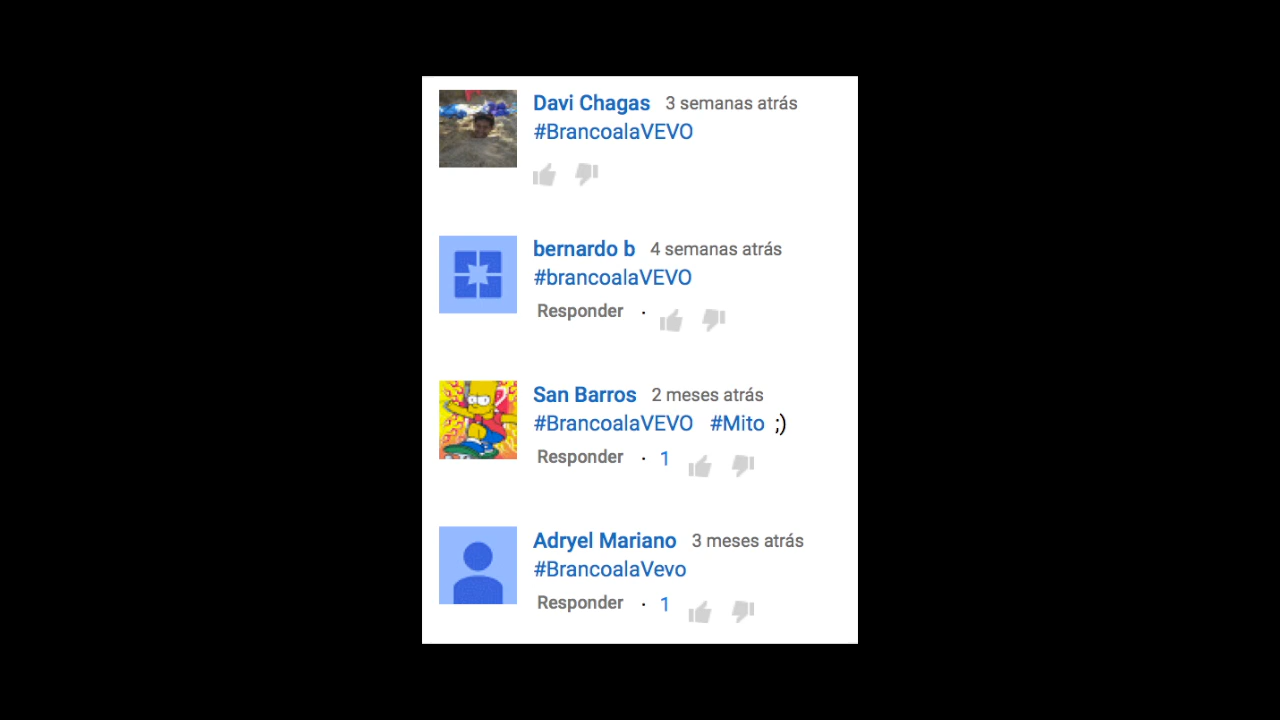 Davi Chagas 3 semanas atrás
#BrancoalaVEVO
bernardo b 4 semanas atrás
#brancoalaVEVO
Responder ·
San Barros 2 meses atrás
#BrancoalaVEVO #Mito ;)
Responder · 1
Adryel Mariano 3 meses atrás
#BrancoalaVevo
Responder · 1